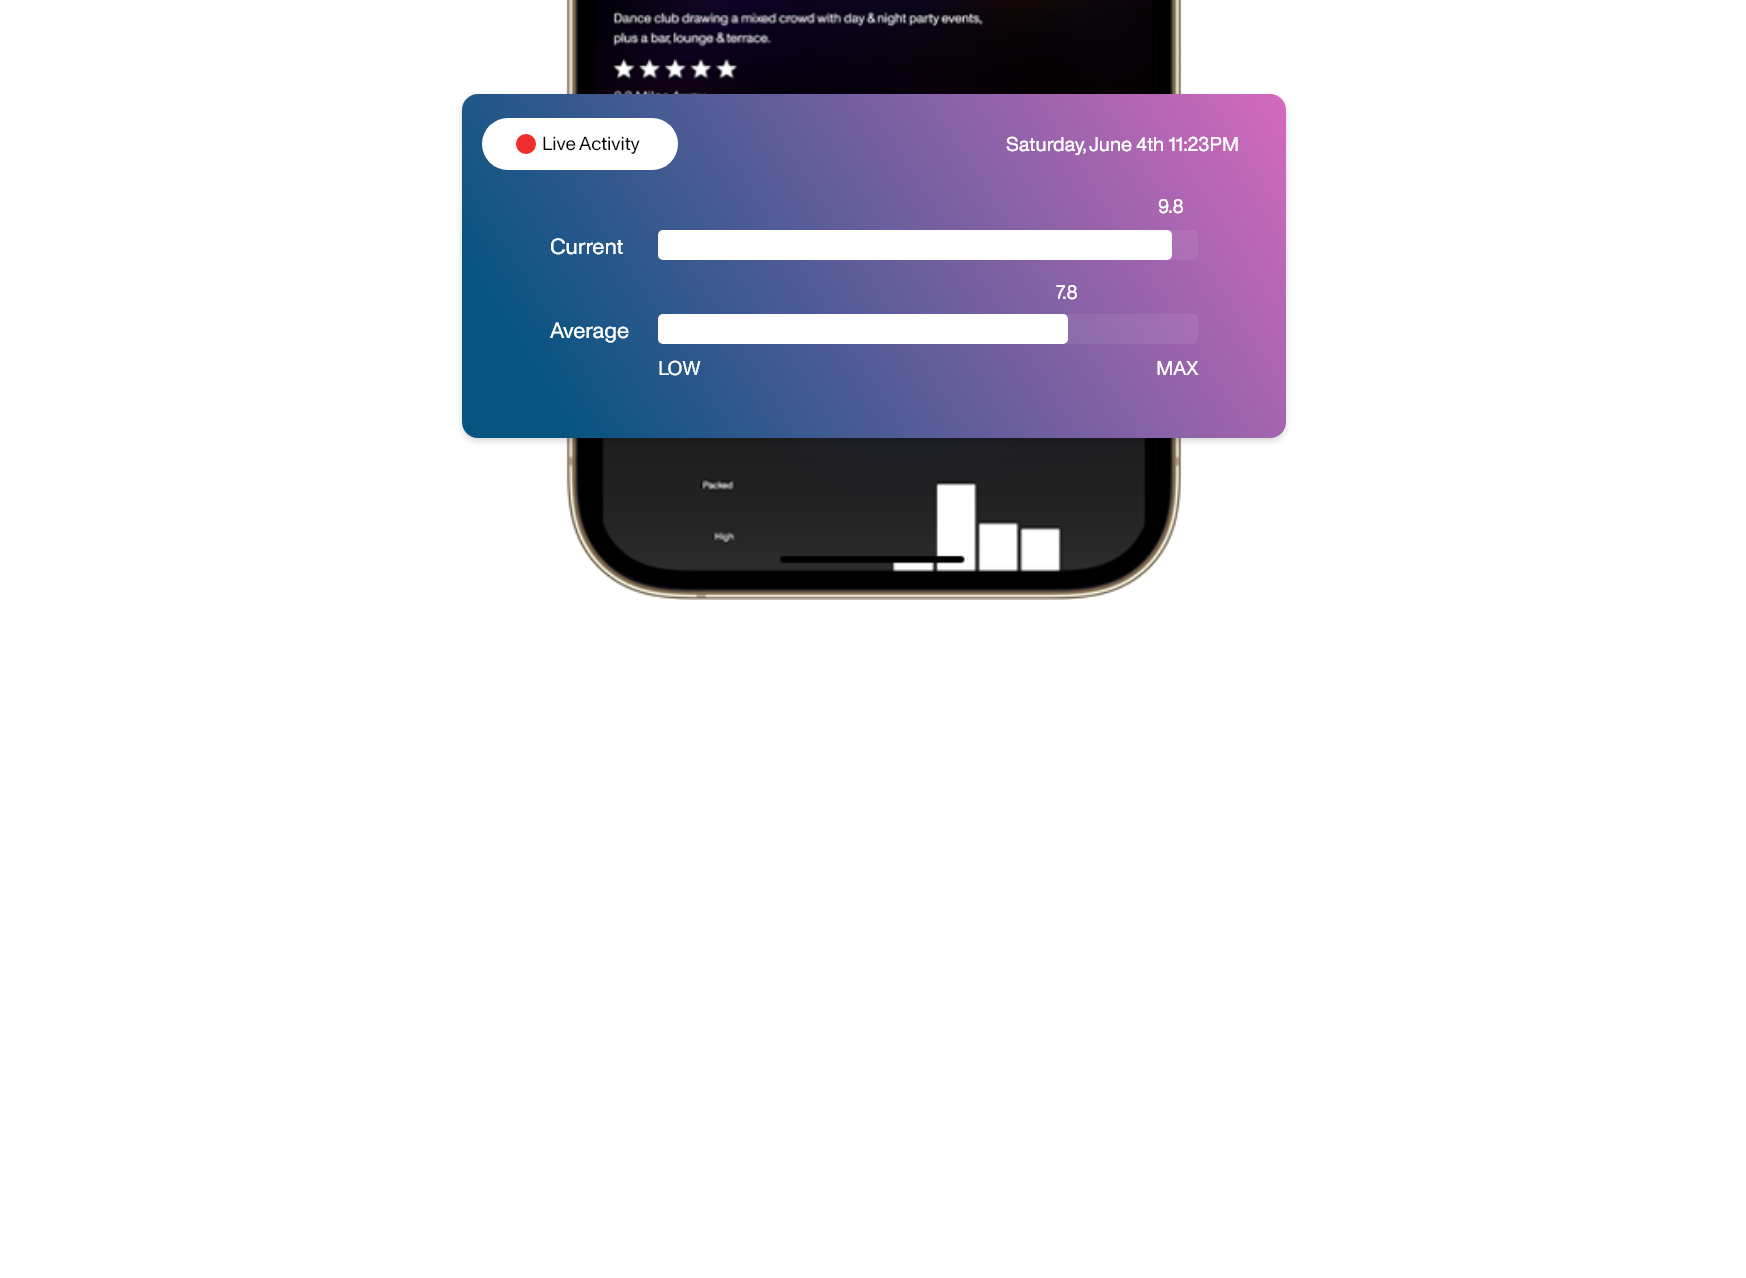 Dance club drawing a mixed crowd with day & night party events,
plus a bar, lounge & terrace.
Live Activity
Saturday, June 4th 11:23PM
9.8
Current
7.8
Average
LOW
MAX
Packed
High